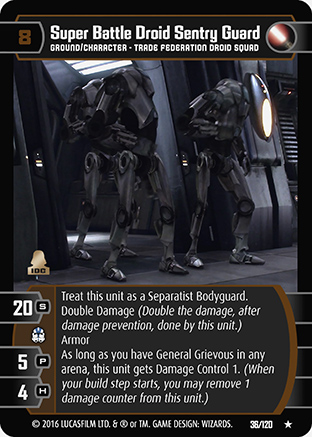 8 Super Battle Droid Sentry Guard
GROUND/CHARACTER - TRADE FEDERATION DROID SQUAD
IDC
20 S
5 P
4 H
Treat this unit as a Separatist Bodyguard.
Double Damage (Double the damage, after
damage prevention, done by this unit.)
Armor
As long as you have General Grievous in any
arena, this unit gets Damage Control 1. (When
your build step starts, you may remove 1
damage counter from this unit.)
© 2016 LUCASFILM LTD. & ® OR TM. GAME DESIGN: WIZARDS. 36/120 ★